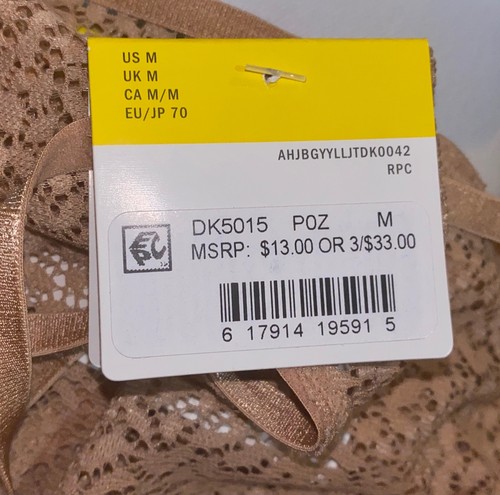 US M
UK M
CA M/M
EU/JP 70
AHJBGYYLLJTDK0042
RPC
DK5015 P0Z M
MSRP: $13.00 OR 3/$33.00
6 17914 19591 5